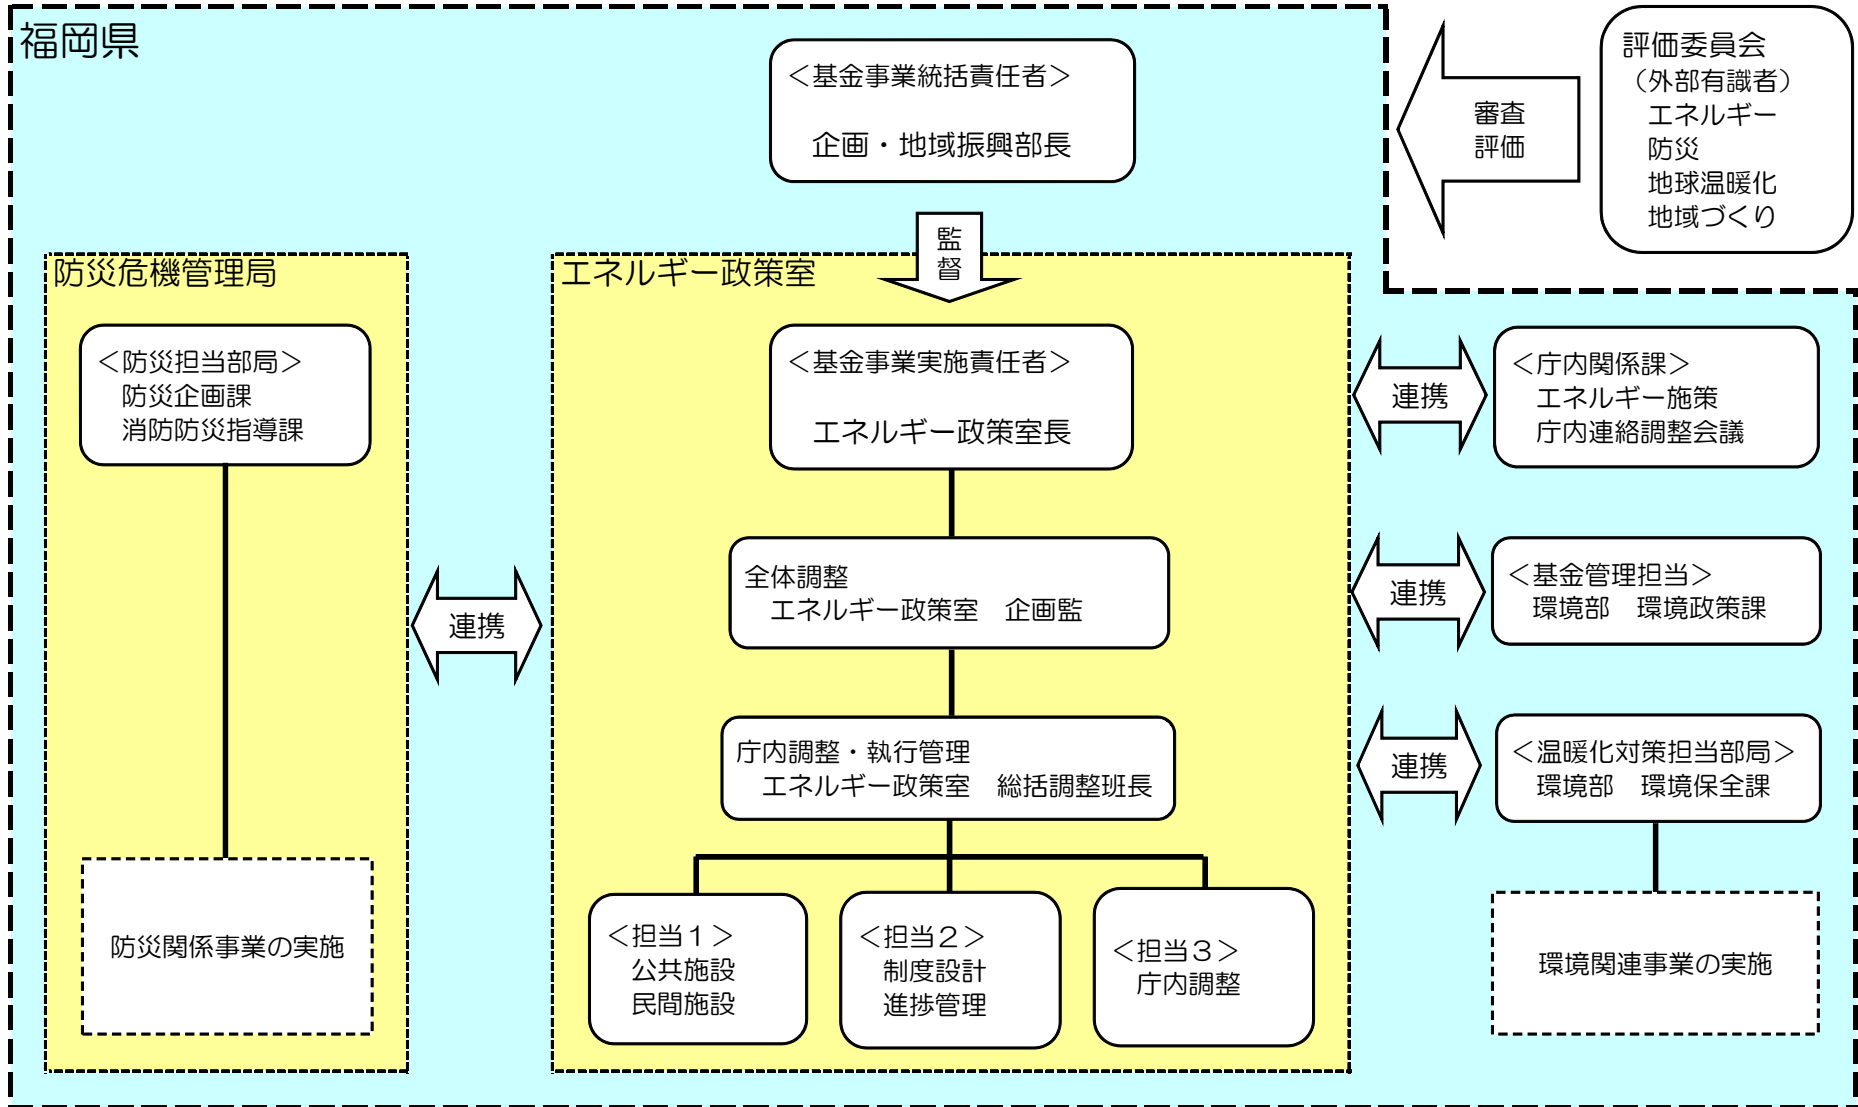 福岡県
＜基金事業統括責任者＞
企画・地域振興部長
審査
評価
評価委員会
（外部有識者）
エネルギー
防災
地球温暖化
地域づくり
監
督
防災危機管理局
＜防災担当部局＞
防災企画課
消防防災指導課
防災関係事業の実施
連携
エネルギー政策室
＜基金事業実施責任者＞
エネルギー政策室長
全体調整
エネルギー政策室　企画監
庁内調整・執行管理
エネルギー政策室　総括調整班長
＜担当１＞
公共施設
民間施設
＜担当２＞
制度設計
進捗管理
＜担当３＞
庁内調整
連携
＜庁内関係課＞
エネルギー施策
庁内連絡調整会議
連携
＜基金管理担当＞
環境部　環境政策課
連携
＜温暖化対策担当部局＞
環境部　環境保全課
環境関連事業の実施